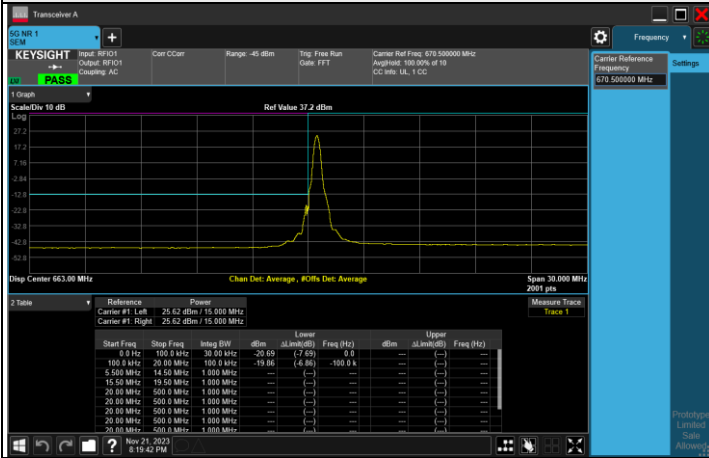 Transceiver A
5G NR 1
SEM
Frequency
KEYSIGHT
PASS
Input: RFIO1
Output: RFIO1
Coupling: AC
Corr CCorr
Range: -45 dBm
Trig: Free Run
Gate: FFT
Carrier Ref Freq: 670.500000 MHz
Avg|Hold: 100.00% of 10
CC Info: UL, 1 CC
Carrier Reference
Frequency
670.500000 MHz
Settings
1 Graph
Scale/Div 10 dB
Ref Value 37.2 dBm
Log
27.2
17.2
7.16
-2.84
-12.8
-22.8
-32.8
-42.8
-52.8
Disp Center 663.00 MHz
Chan Det: Average , #Offs Det: Average
Span 30.000 MHz
2001 pts
2 Table
Reference Power
Carrier #1: Left 25.62 dBm / 15.000 MHz
Carrier #1: Right 25.62 dBm / 15.000 MHz
Measure Trace
Trace 1
Lower Upper
Start Freq Stop Freq Integ BW dBm ΔLimit(dB) Freq (Hz) dBm ΔLimit(dB) Freq (Hz)
0.0 Hz 100.0 kHz 30.00 kHz -20.69 (-7.69) 0.0 --- (---) ---
100.0 kHz 20.00 MHz 100.0 kHz -19.86 (-6.86) -100.0 k --- (---) ---
5.500 MHz 14.50 MHz 1.000 MHz --- (---) --- --- (---) ---
15.50 MHz 19.50 MHz 1.000 MHz --- (---) --- --- (---) ---
20.00 MHz 500.0 MHz 1.000 MHz --- (---) --- --- (---) ---
20.00 MHz 500.0 MHz 1.000 MHz --- (---) --- --- (---) ---
20.00 MHz 500.0 MHz 1.000 MHz --- (---) --- --- (---) ---
20.00 MHz 500.0 MHz 1.000 MHz --- (---) --- --- (---) ---
20.00 MHz 500.0 MHz 1.000 MHz --- (---) --- --- (---) ---
Nov 21, 2023
8:19:42 PM
Prototype
Limited
Sale
Allowed